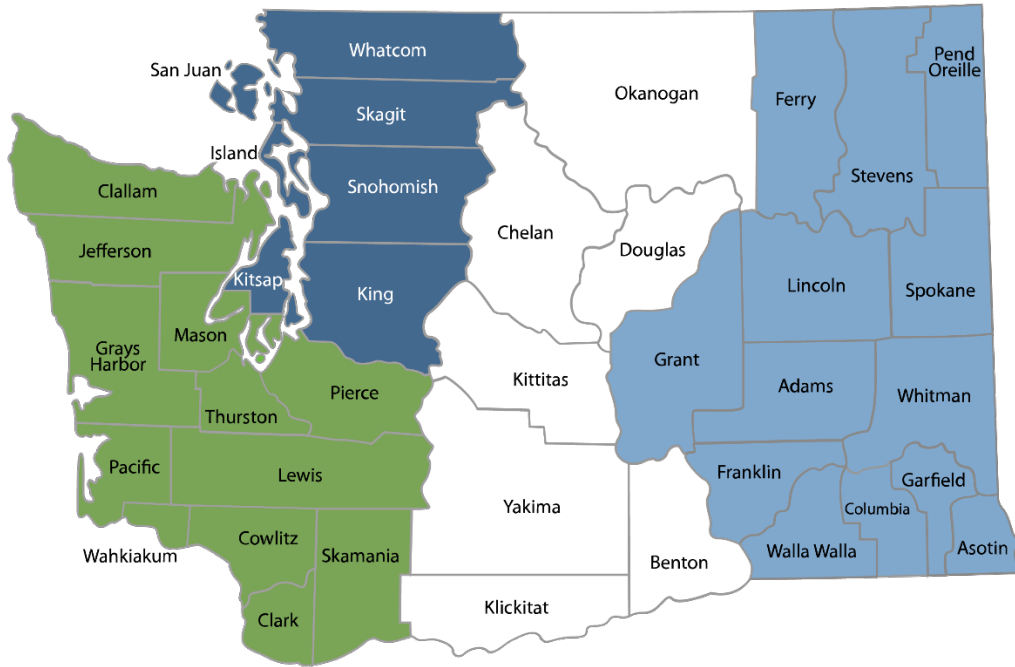 Whatcom
San Juan
Skagit
Island
Snohomish
Clallam
Jefferson
Kitsap
King
Mason
Grays
Harbor
Thurston
Pierce
Pacific
Lewis
Wahkiakum
Cowlitz
Skamania
Clark
Okanogan
Chelan
Douglas
Kittitas
Yakima
Klickitat
Benton
Ferry
Stevens
Pend
Oreille
Lincoln
Spokane
Grant
Adams
Whitman
Franklin
Garfield
Columbia
Walla Walla
Asotin